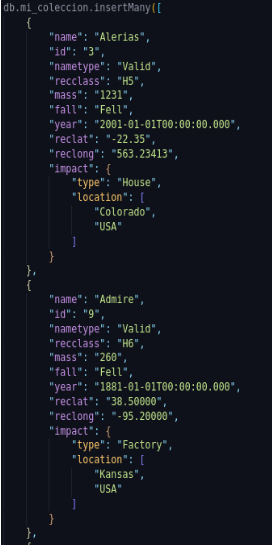 db.mi_coleccion.insertMany([
{
"name": "Alerias",
"id": "3",
"nametype": "Valid",
"recclass": "H5",
"mass": "1231",
"fall": "Fell",
"year": "2001-01-01T00:00:00.000",
"reclat": "-22.35",
"reclong": "563.23413",
"impact": {
"type": "House",
"location": [
"Colorado",
"USA"
]
}
},
{
"name": "Admire",
"id": "9",
"nametype": "Valid",
"recclass": "H6",
"mass": "260",
"fall": "Fell",
"year": "1881-01-01T00:00:00.000",
"reclat": "38.50000",
"reclong": "-95.20000",
"impact": {
"type": "Factory",
"location": [
"Kansas",
"USA"
]
}
},
{